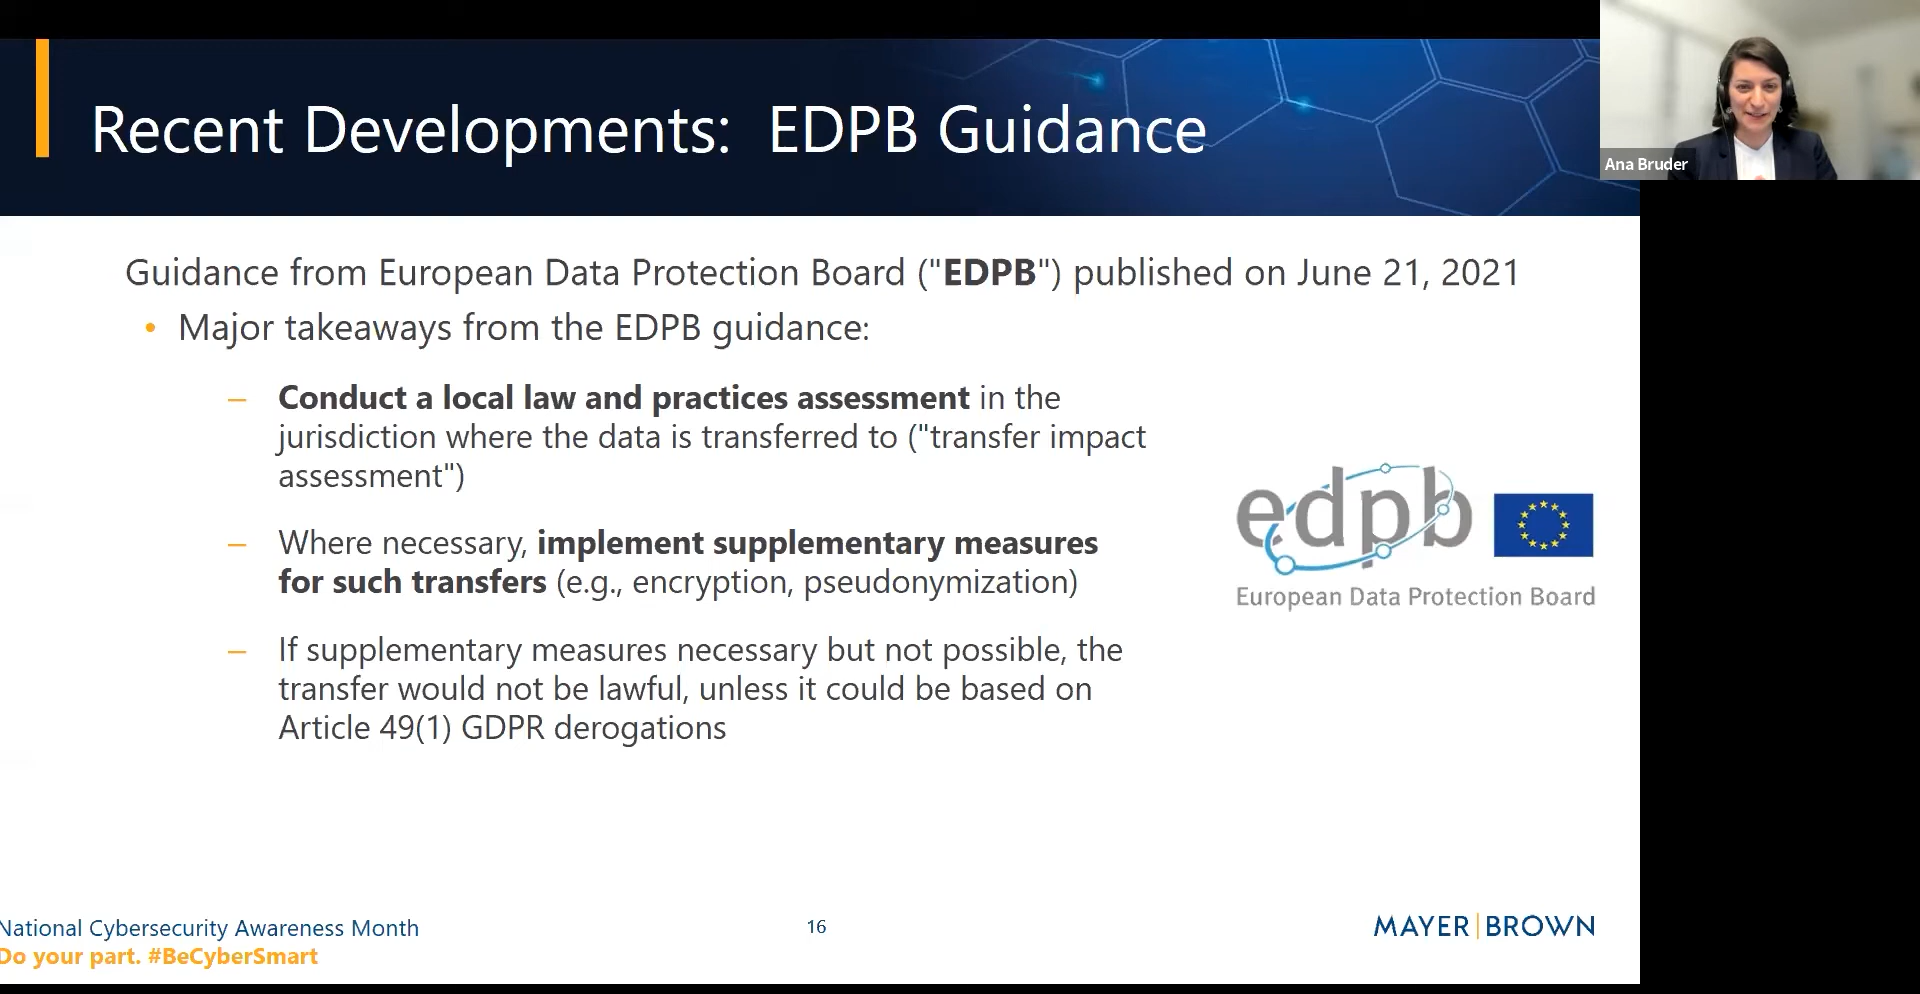 Recent Developments: EDPB Guidance
Ana Bruder
Guidance from European Data Protection Board ("EDPB") published on June 21, 2021
• Major takeaways from the EDPB guidance:
– Conduct a local law and practices assessment in the
jurisdiction where the data is transferred to ("transfer impact
assessment")
– Where necessary, implement supplementary measures
for such transfers (e.g., encryption, pseudonymization)
– If supplementary measures necessary but not possible, the
transfer would not be lawful, unless it could be based on
Article 49(1) GDPR derogations
edpb
European Data Protection Board
National Cybersecurity Awareness Month
Do your part. #BeCyberSmart
16
MAYER|BROWN